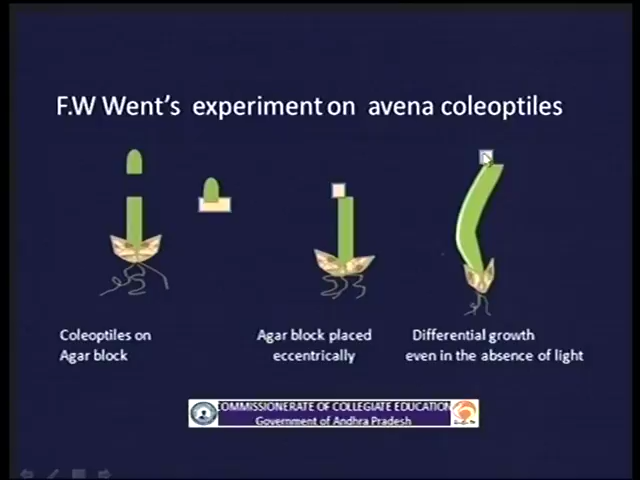 F.W Went's experiment on avena coleoptiles
Coleoptiles on
Agar block
Agar block placed
eccentrically
Differential growth
even in the absence of light
COMMISSIONERATE OF COLLEGIATE EDUCATION
Government of Andhra Pradesh